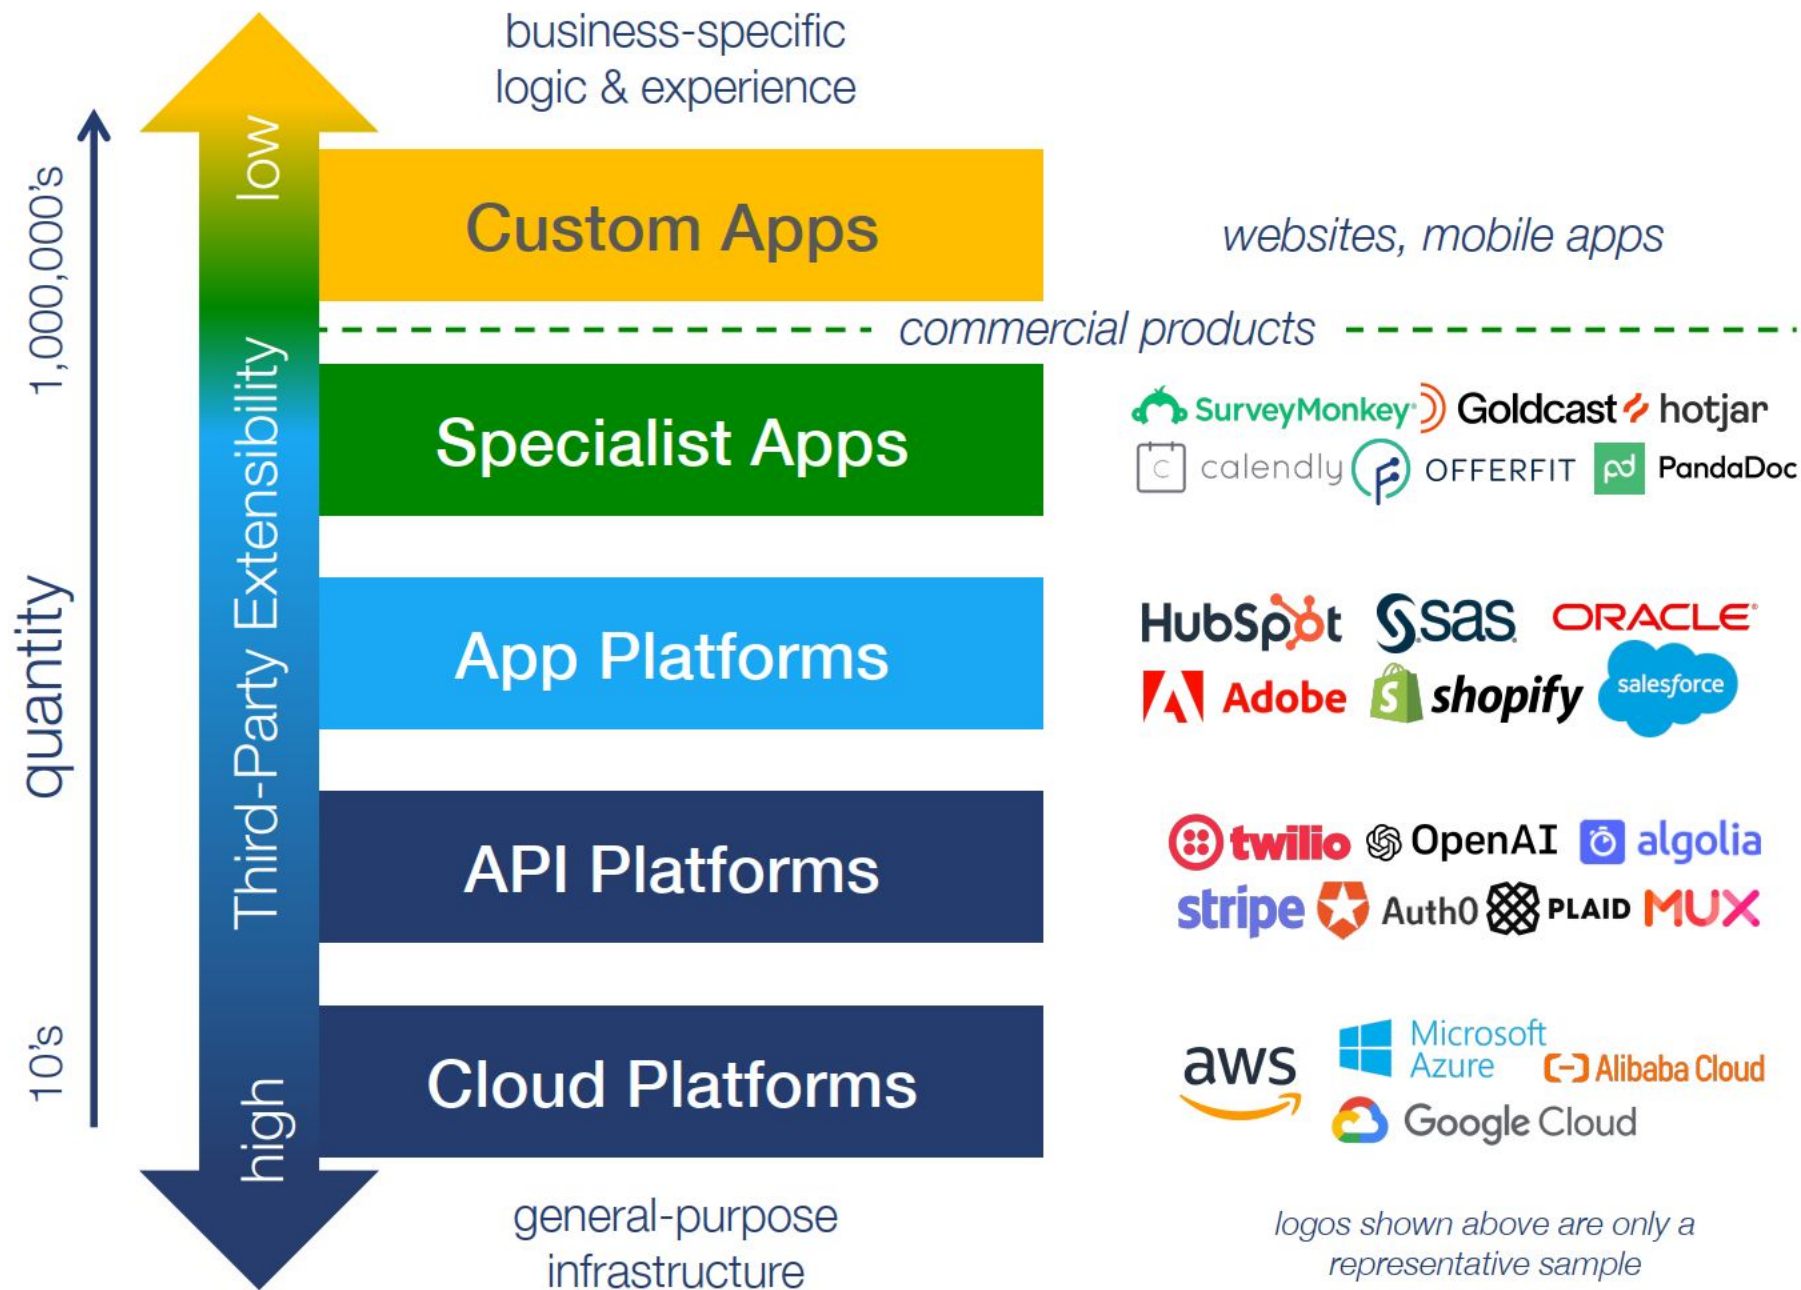 business-specific
logic & experience
low
1,000,000's
Custom Apps
websites, mobile apps
commercial products
Third-Party Extensibility
Specialist Apps
SurveyMonkey Goldcast hotjar
C calendly OFFERFIT pd PandaDoc
quantity
App Platforms
HubSpot S.sas ORACLE
Adobe S shopify salesforce
API Platforms
twilio OpenAI algolia
stripe Auth0 PLAID MUX
10's
high
Cloud Platforms
aws Microsoft
Azure Alibaba Cloud
Google Cloud
general-purpose
infrastructure
logos shown above are only a
representative sample